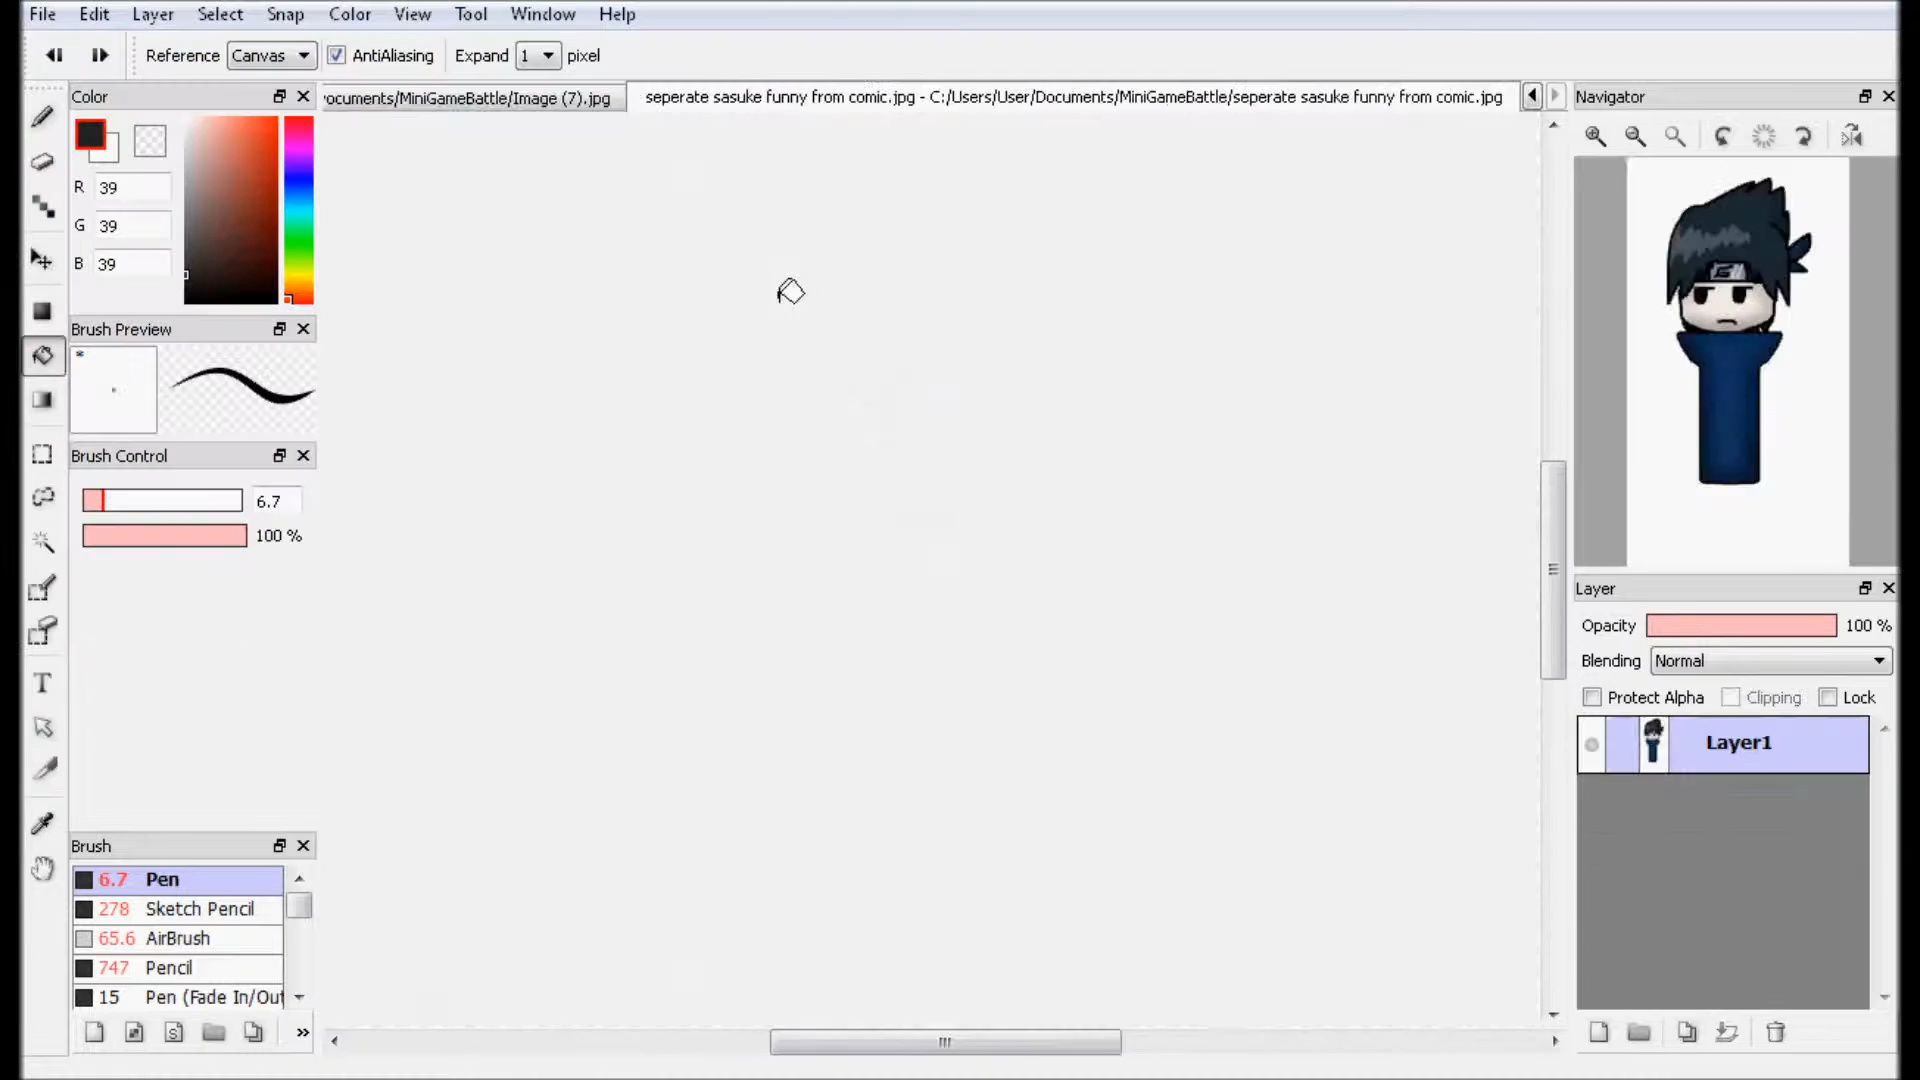 File Edit Layer Select Snap Color View Tool Window Help
Reference Canvas AntiAliasing Expand 1 pixel
Color
ocuments/MiniGameBattle/Image (7).jpg
seperate sasuke funny from comic.jpg - C:/Users/User/Documents/MiniGameBattle/seperate sasuke funny from comic.jpg
Navigator
R 39
G 39
B 39
Brush Preview
*
Brush Control
6.7
100 %
T
Brush
6.7 Pen
278 Sketch Pencil
65.6 AirBrush
747 Pencil
15 Pen (Fade In/Out
S
»
Layer
Opacity 100 %
Blending Normal
Protect Alpha Clipping Lock
Layer1